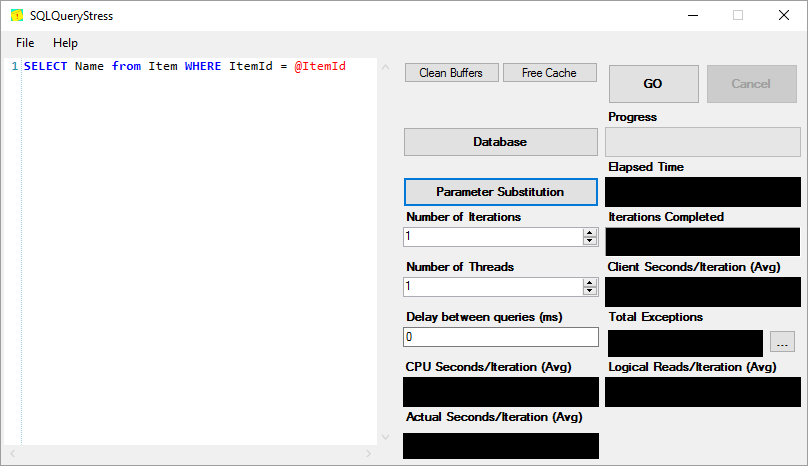 SQLQueryStress
File Help
1 SELECT Name from Item WHERE ItemId = @ItemId
Clean Buffers
Free Cache
GO
Cancel
Progress
Database
Elapsed Time
Parameter Substitution
Number of Iterations
1
Iterations Completed
Number of Threads
1
Client Seconds/Iteration (Avg)
Delay between queries (ms)
0
Total Exceptions
...
CPU Seconds/Iteration (Avg)
Logical Reads/Iteration (Avg)
Actual Seconds/Iteration (Avg)